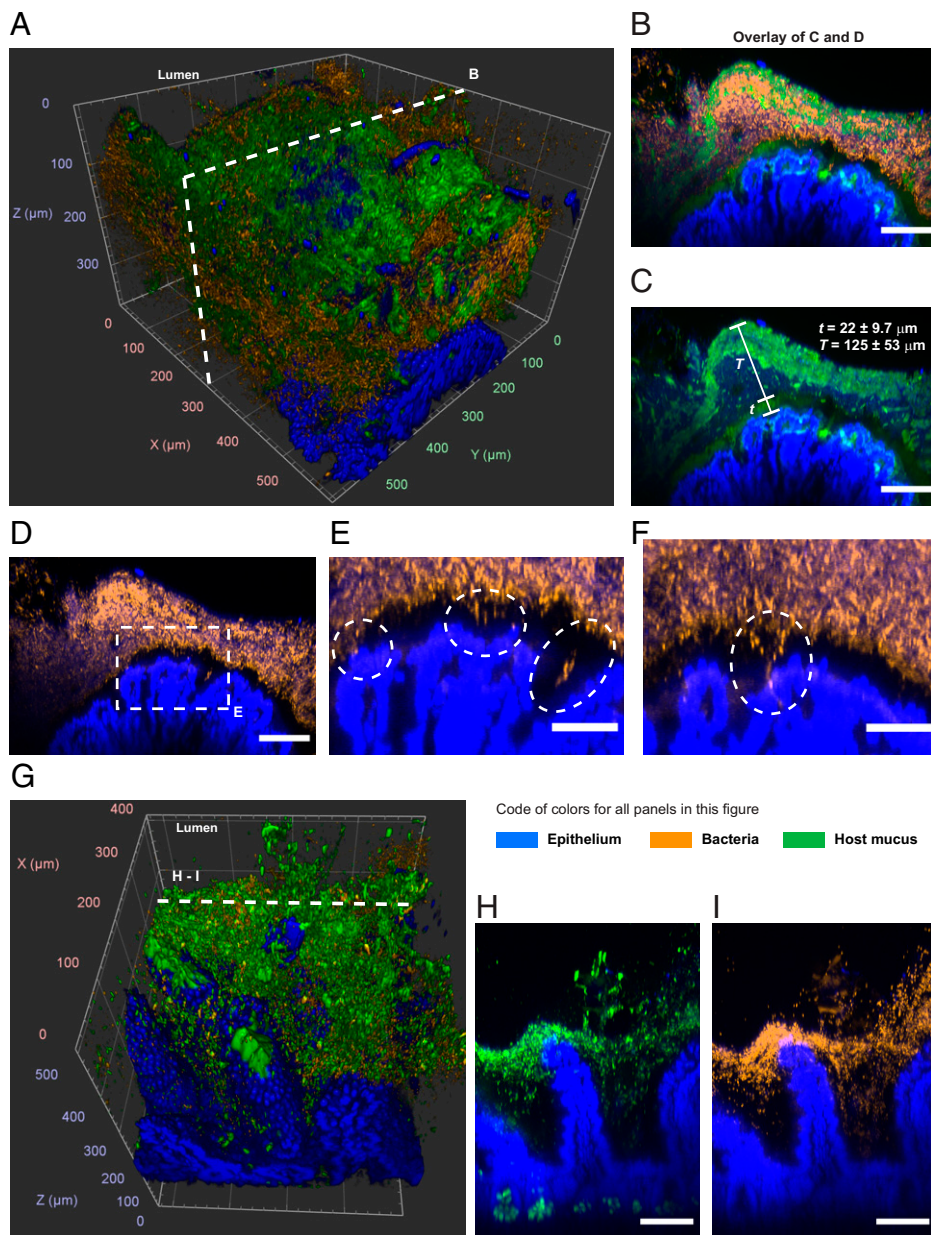 A
Lumen
B
0
100
Z (µm)
200
300
0
100
200
300
X (µm)
400
500
0
100
200
300
400
Y (µm)
500
B
Overlay of C and D
C
t = 22 ± 9.7 µm
T = 125 ± 53 µm
T
t
D
E
E
F
G
400
Lumen
X (µm)
300
H - I
200
100
0
500
400
300
200
Z (µm)
100
0
Code of colors for all panels in this figure
Epithelium
Bacteria
Host mucus
H
I